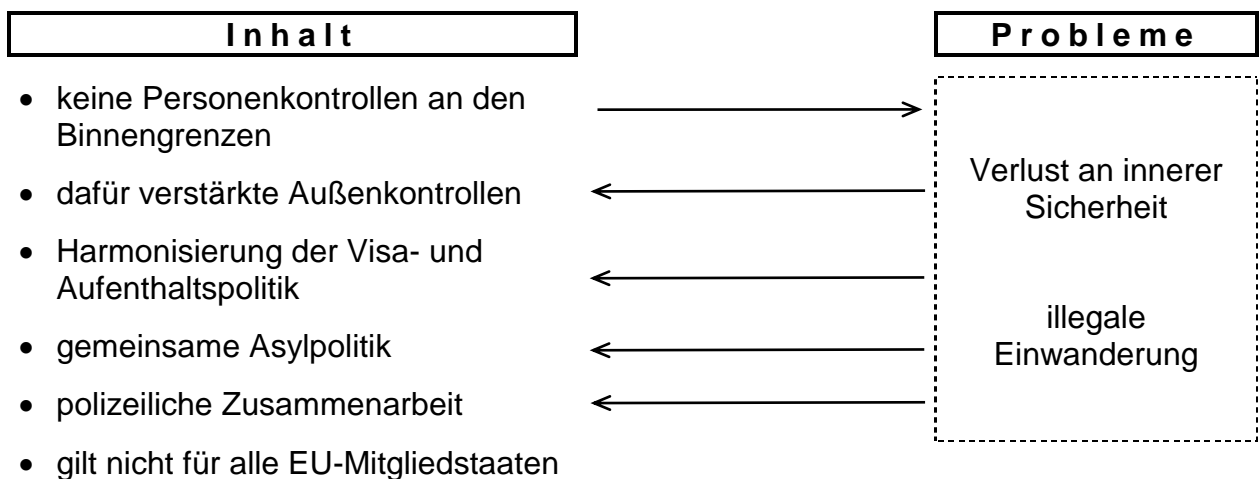 Inhalt
Probleme
• keine Personenkontrollen an den
Binnengrenzen
• dafür verstärkte Außenkontrollen
• Harmonisierung der Visa- und
Aufenthaltspolitik
• gemeinsame Asylpolitik
• polizeiliche Zusammenarbeit
• gilt nicht für alle EU-Mitgliedstaaten
Verlust an innerer
Sicherheit
illegale
Einwanderung